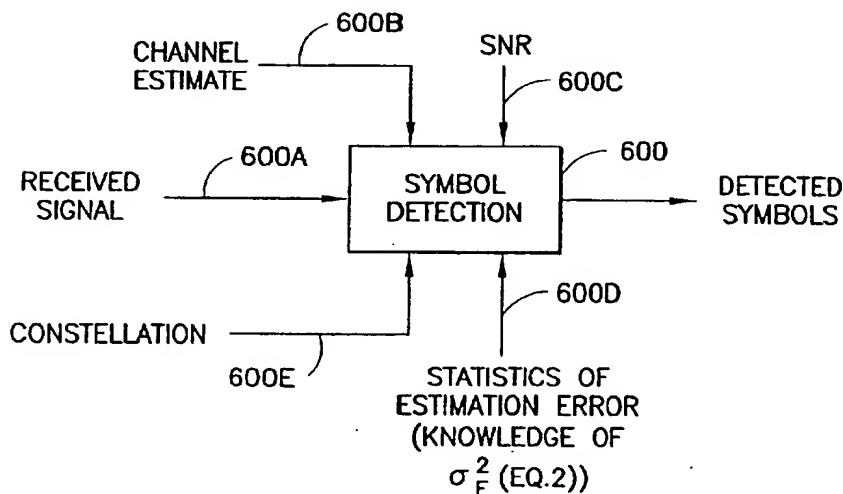 CHANNEL
ESTIMATE
600B
SNR
600C
RECEIVED
SIGNAL
600A
SYMBOL
DETECTION
600
DETECTED
SYMBOLS
CONSTELLATION
600E
600D
STATISTICS OF
ESTIMATION ERROR
(KNOWLEDGE OF
σ_E^2 (EQ.2))